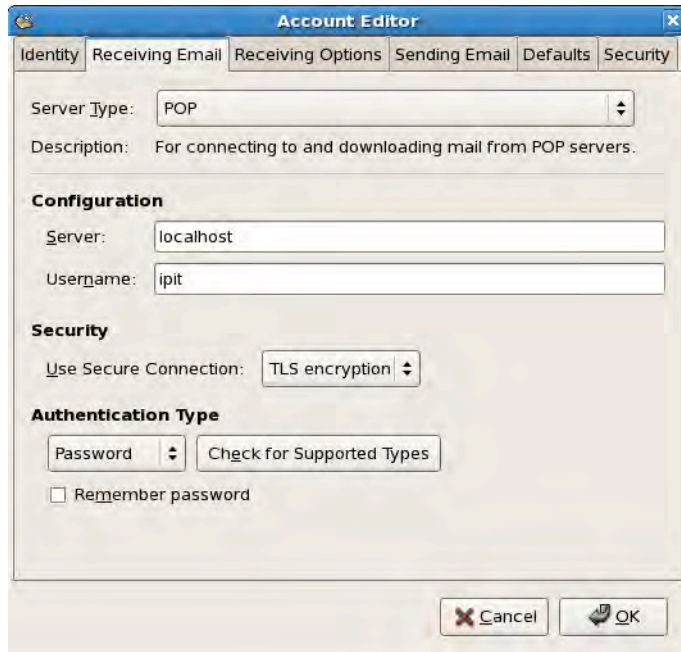 Account Editor
Identity Receiving Email Receiving Options Sending Email Defaults Security
Server Type: POP
Description: For connecting to and downloading mail from POP servers.
Configuration
Server: localhost
Username: ipit
Security
Use Secure Connection: TLS encryption
Authentication Type
Password Check for Supported Types
Remember password
Cancel OK